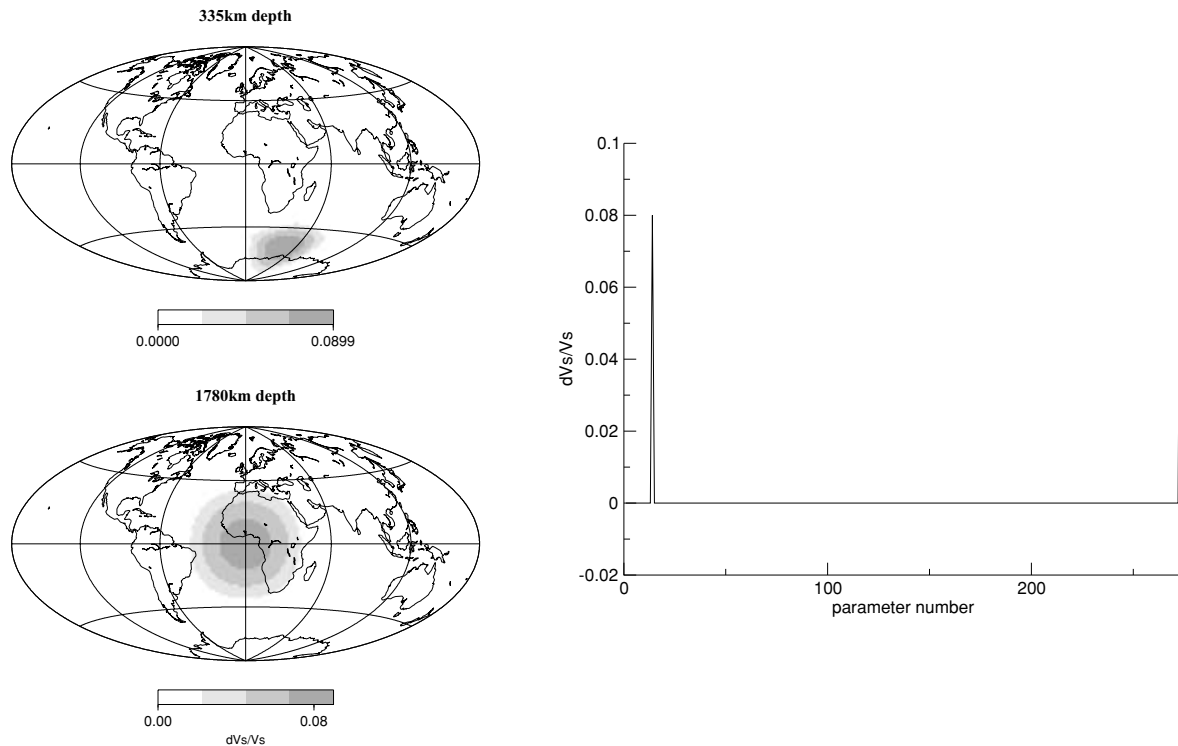 335km depth
0.0000 0.0899
1780km depth
0.00 0.08
dVs/Vs
0.1
0.08
0.06
0.04
0.02
0
-0.02
dVs/Vs
0 100 200
parameter number